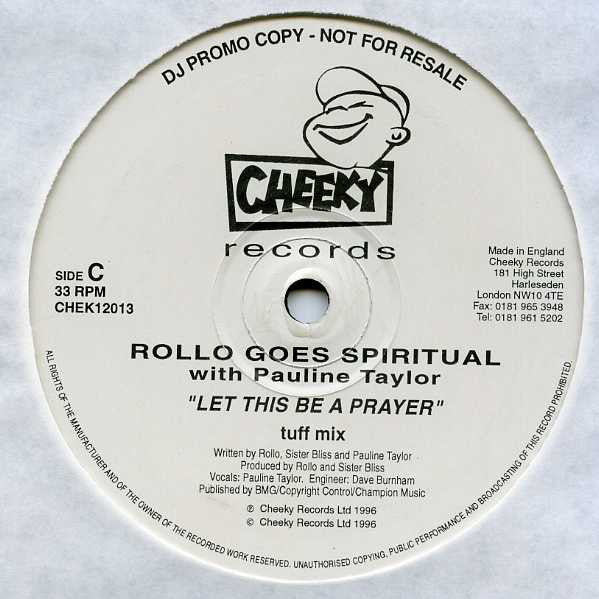 DJ PROMO COPY - NOT FOR RESALE
CHEEKY
records
SIDE C
33 RPM
CHEK12013
Made in England
Cheeky Records
181 High Street
Harleseden
London NW10 4TE
Fax: 0181 965 3948
Tel: 0181 961 5202
ROLLO GOES SPIRITUAL
with Pauline Taylor
"LET THIS BE A PRAYER"
tuff mix
Written by Rollo, Sister Bliss and Pauline Taylor
Produced by Rollo and Sister Bliss
Vocals: Pauline Taylor. Engineer: Dave Burnham
Published by BMG/Copyright Control/Champion Music
℗ Cheeky Records Ltd 1996
© Cheeky Records Ltd 1996
ALL RIGHTS OF THE MANUFACTURER AND OF THE OWNER OF THE RECORDED WORK RESERVED. UNAUTHORISED COPYING, PUBLIC PERFORMANCE AND BROADCASTING OF THIS RECORD PROHIBITED.